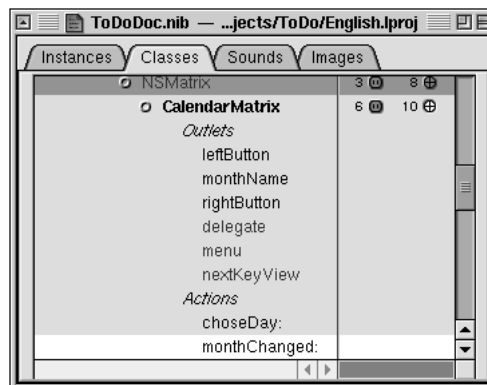 ToDoDoc.nib — ...jects/ToDo/English.lproj
Instances Classes Sounds Images
NSMatrix 3 8
CalendarMatrix 6 10
Outlets
leftButton
monthName
rightButton
delegate
menu
nextKeyView
Actions
choseDay:
monthChanged: